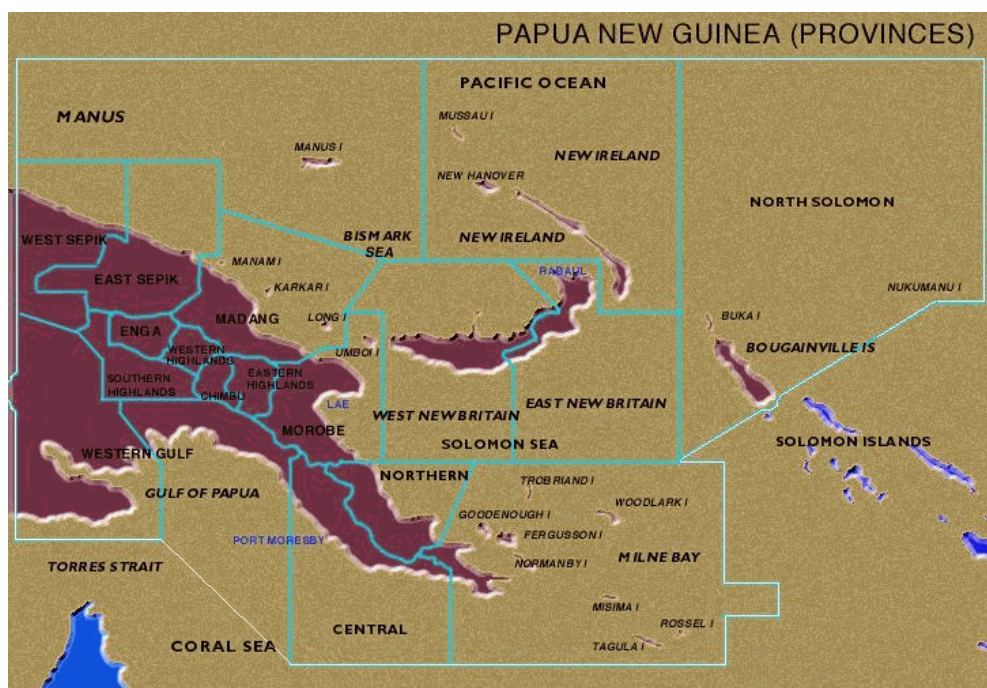 PAPUA NEW GUINEA (PROVINCES)
PACIFIC OCEAN
MANUS
MUSSAU I
MANUS I
NEW IRELAND
NEW HANOVER
NORTH SOLOMON
WEST SEPIK
BISMARK
SEA
NEW IRELAND
MANAM I
RABAUL
EAST SEPIK
KARKARI I
NUKUMANU I
LONG I
MADANG
BUKA I
ENGA
UMBOI I
BOUGAINVILLE IS
WESTERN
HIGHLANDS
EASTERN
HIGHLANDS
SOUTHERN
HIGHLANDS
CHIMBU
LAE
WEST NEW BRITAIN
EAST NEW BRITAIN
MOROBE
SOLOMON SEA
SOLOMON ISLANDS
WESTERN GULF
NORTHERN
TROBRIAND I
GULF OF PAPUA
WOODLARK I
GOODENOUGH I
FERGUSSON I
PORT MORESBY
MILNE BAY
NORMANBY I
TORRES STRAIT
MISIMA I
ROSSEL I
CENTRAL
CORAL SEA
TAGULA I